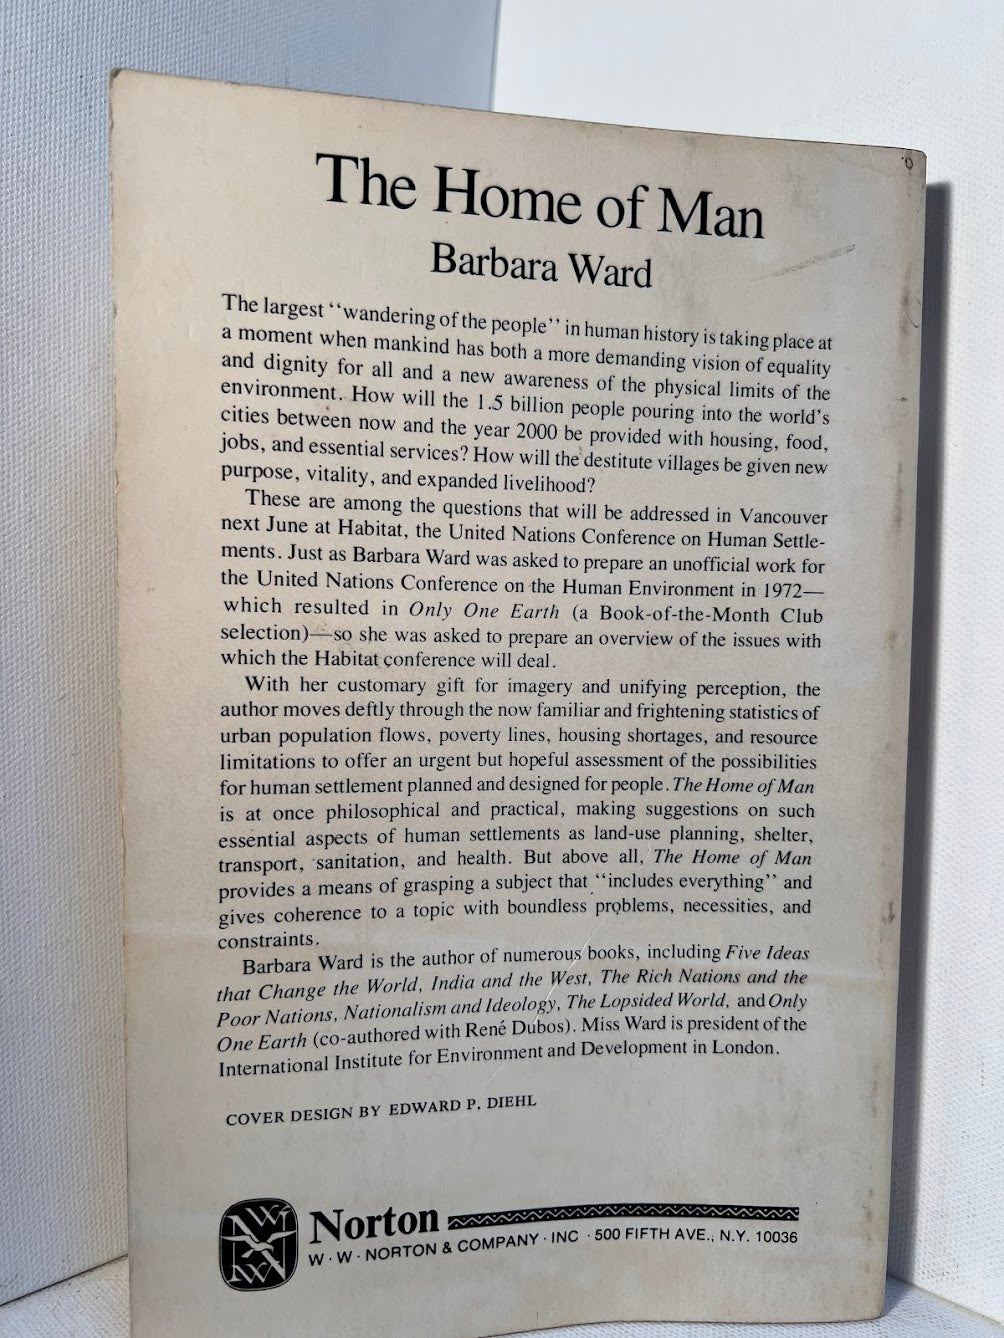 The Home of Man
Barbara Ward
The largest ‘‘wandering of the people’’ in human history is taking place at
a moment when mankind has both a more demanding vision of equality
and dignity for all and a new awareness of the physical limits of the
environment. How will the 1.5 billion people pouring into the world's
cities between now and the year 2000 be provided with housing, food,
jobs, and essential services? How will the destitute villages be given new
purpose, vitality, and expanded livelihood?
These are among the questions that will be addressed in Vancouver
next June at Habitat, the United Nations Conference on Human Settle-
ments. Just as Barbara Ward was asked to prepare an unofficial work for
the United Nations Conference on the Human Environment in 1972—
which resulted in Only One Earth (a Book-of-the-Month Club
selection)—so she was asked to prepare an overview of the issues with
which the Habitat conference will deal.
With her customary gift for imagery and unifying perception, the
author moves deftly through the now familiar and frightening statistics of
urban population flows, poverty lines, housing shortages, and resource
limitations to offer an urgent but hopeful assessment of the possibilities
for human settlement planned and designed for people. The Home of Man
is at once philosophical and practical, making suggestions on such
essential aspects of human settlements as land-use planning, shelter,
transport, sanitation, and health. But above all, The Home of Man
provides a means of grasping a subject that ‘‘includes everything’’ and
gives coherence to a topic with boundless problems, necessities, and
constraints.
Barbara Ward is the author of numerous books, including Five Ideas
that Change the World, India and the West, The Rich Nations and the
Poor Nations, Nationalism and Ideology, The Lopsided World, and Only
One Earth (co-authored with René Dubos). Miss Ward is president of the
International Institute for Environment and Development in London.
COVER DESIGN BY EDWARD P. DIEHL
Norton
W · W · NORTON & COMPANY · INC · 500 FIFTH AVE., N.Y. 10036